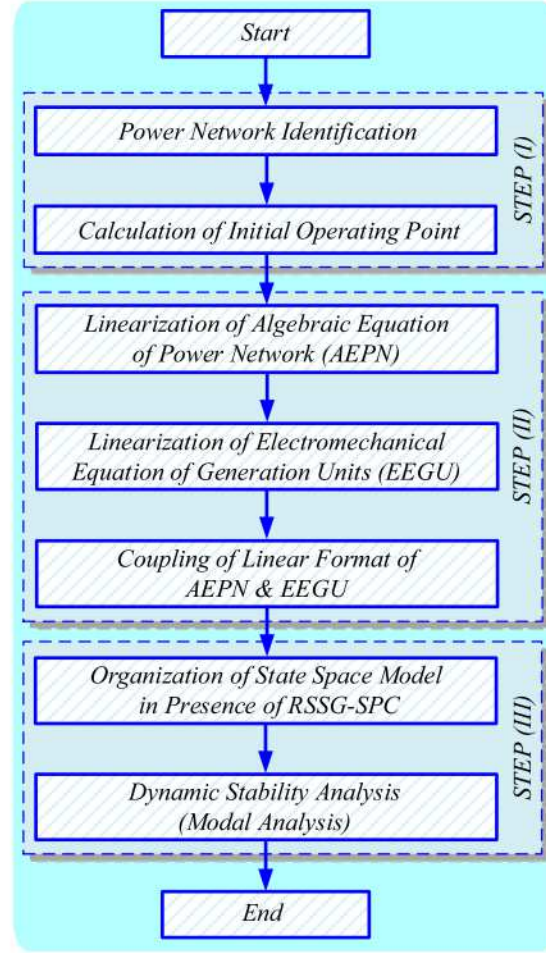 Start
Power Network Identification
Calculation of Initial Operating Point
STEP (I)
Linearization of Algebraic Equation
of Power Network (AEPN)
Linearization of Electromechanical
Equation of Generation Units (EEGU)
Coupling of Linear Format of
AEPN & EEGU
STEP (II)
Organization of State Space Model
in Presence of RSSG-SPC
Dynamic Stability Analysis
(Modal Analysis)
STEP (III)
End